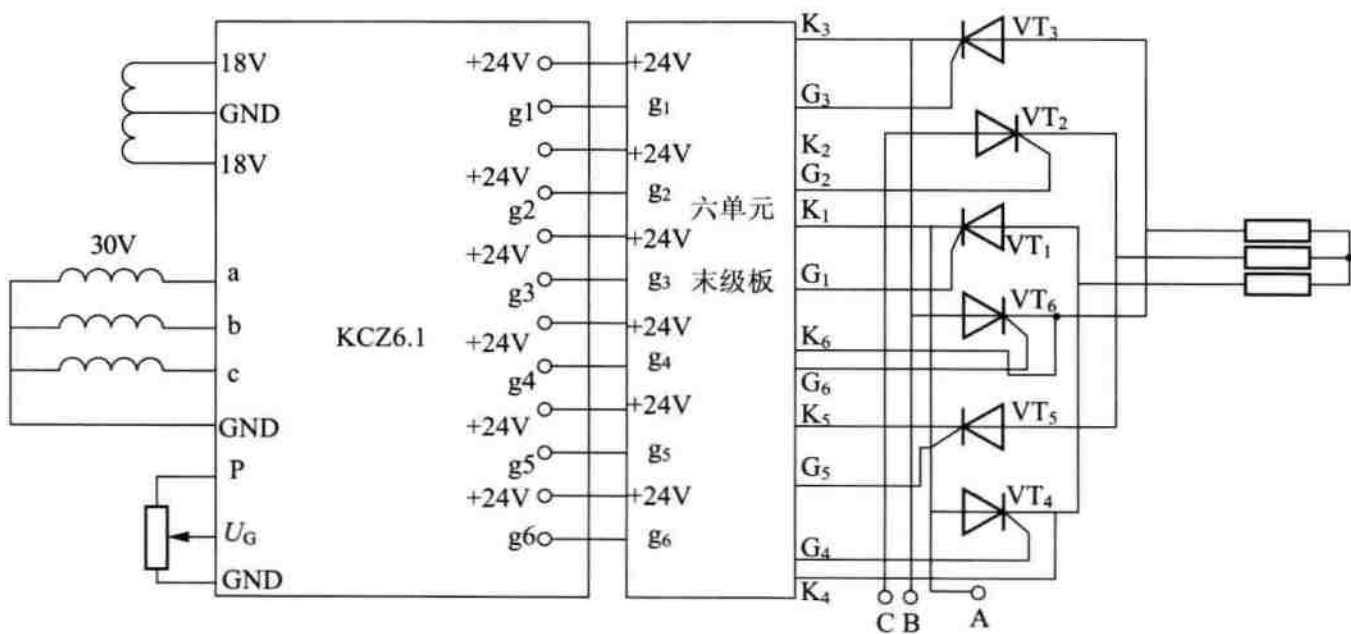 18V
GND
18V
30V
a
b
c
GND
P
U_G
GND
KCZ6.1
+24V
g1
+24V
g2
+24V
g3
+24V
g4
+24V
g5
+24V
g6
+24V
g₁
+24V
g₂
+24V
g₃
+24V
g₄
+24V
g₅
+24V
g₆
六单元
末级板
K₃
G₃
K₂
G₂
K₁
G₁
K₆
G₆
K₅
G₅
G₄
K₄
VT₃
VT₂
VT₁
VT₆
VT₅
VT₄
C B A